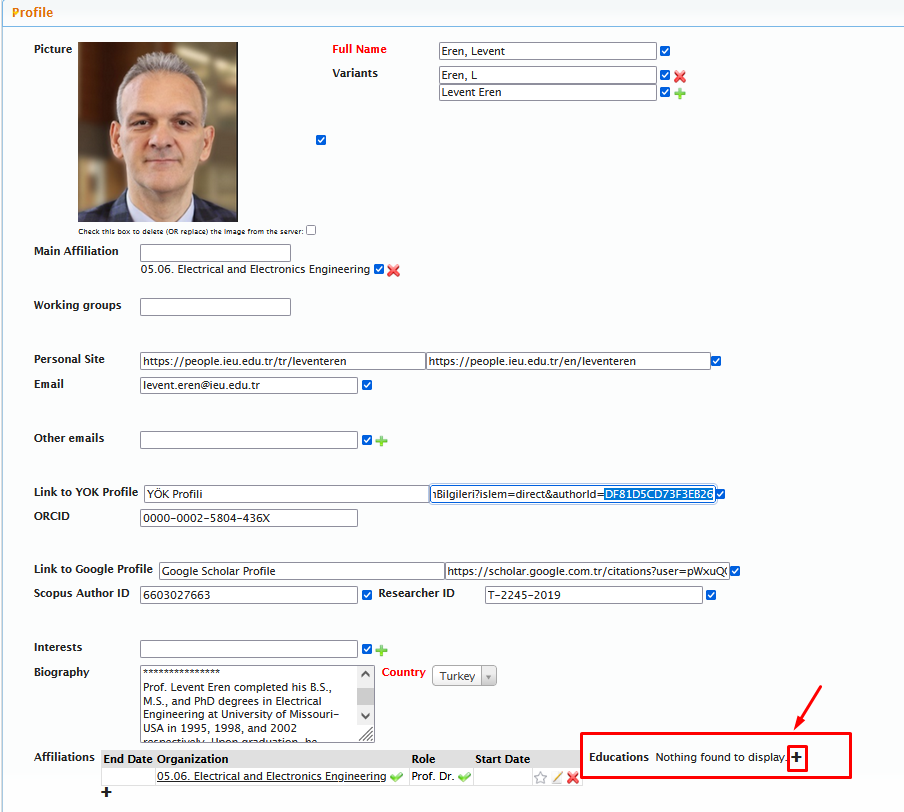 Profile
Picture
Full Name
Eren, Levent
Variants
Eren, L
Levent Eren
Check this box to delete (OR replace) the image from the server:
Main Affiliation
05.06. Electrical and Electronics Engineering
Working groups
Personal Site
https://people.ieu.edu.tr/tr/leventeren
https://people.ieu.edu.tr/en/leventeren
Email
levent.eren@ieu.edu.tr
Other emails
Link to YOK Profile
YÖK Profili
Bilgileri?islem=direct&authorId=DF81D5CD73F3EB26
ORCID
0000-0002-5804-436X
Link to Google Profile
Google Scholar Profile
https://scholar.google.com.tr/citations?user=pWxuQ
Scopus Author ID
6603027663
Researcher ID
T-2245-2019
Interests
Biography
***************
Prof. Levent Eren completed his B.S.,
M.S., and PhD degrees in Electrical
Engineering at University of Missouri-
USA in 1995, 1998, and 2002
respectively. Upon graduation, he
Country
Turkey
Affiliations
End Date Organization Role Start Date
05.06. Electrical and Electronics Engineering Prof. Dr.
Educations Nothing found to display.